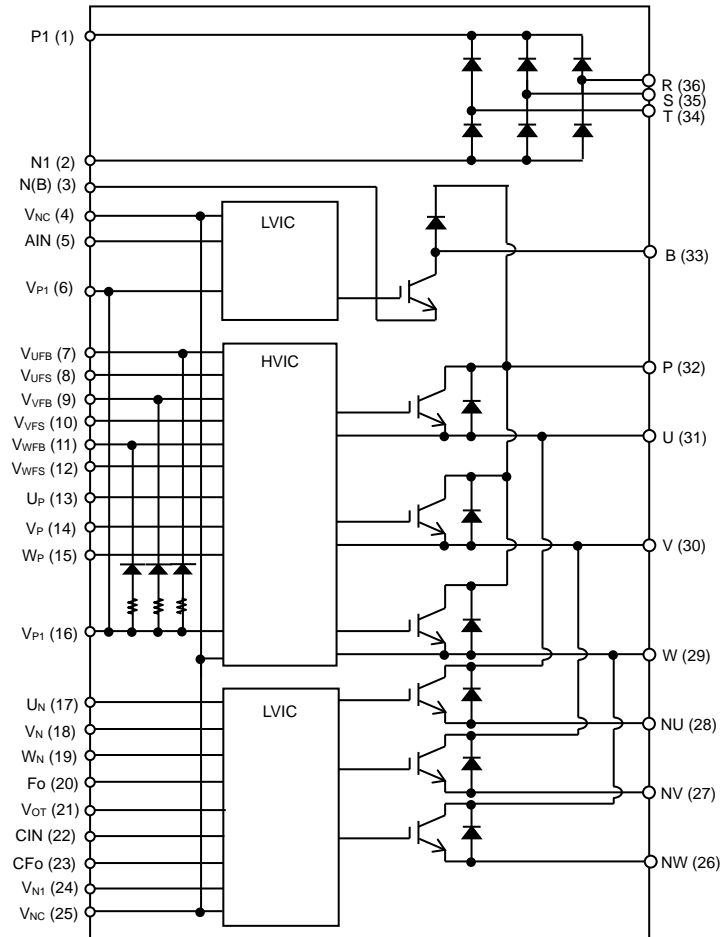 P1 (1)
N1 (2)
N(B) (3)
VNC (4)
AIN (5)
VP1 (6)
VUFB (7)
VUFS (8)
VVFB (9)
VVFS (10)
VWFB (11)
VWFS (12)
UP (13)
VP (14)
WP (15)
VP1 (16)
UN (17)
VN (18)
WN (19)
Fo (20)
VOT (21)
CIN (22)
CFo (23)
VN1 (24)
VNC (25)
LVIC
HVIC
LVIC
R (36)
S (35)
T (34)
B (33)
P (32)
U (31)
V (30)
W (29)
NU (28)
NV (27)
NW (26)